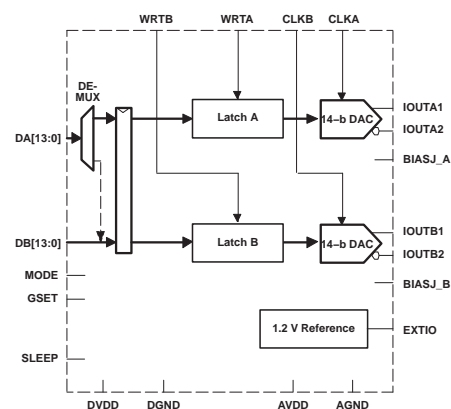 WRTB WRTA CLKB CLKA
DE-
MUX
IOUTA1
Latch A
14–b DAC
DA[13:0]
IOUTA2
BIASJ_A
IOUTB1
DB[13:0]
Latch B
14–b DAC
IOUTB2
MODE
BIASJ_B
GSET
1.2 V Reference
EXTIO
SLEEP
DVDD DGND AVDD AGND